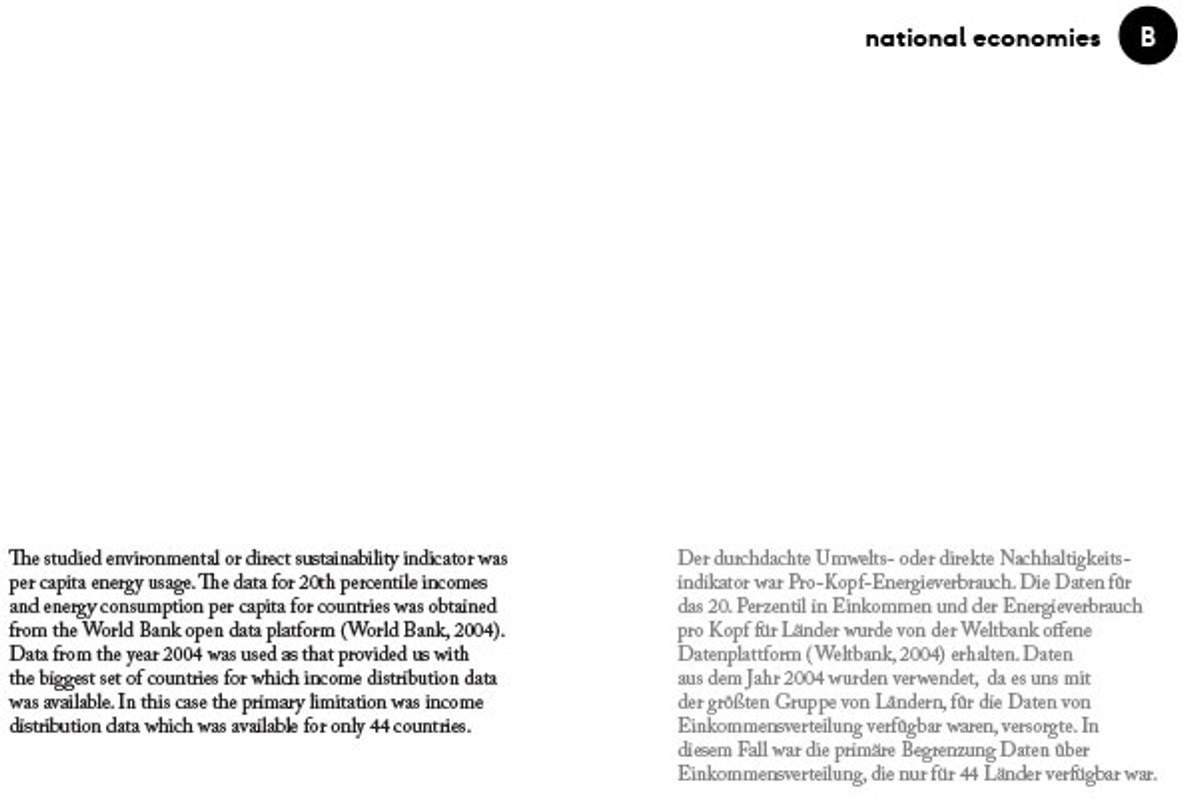 national economies B
The studied environmental or direct sustainability indicator was
per capita energy usage. The data for 20th percentile incomes
and energy consumption per capita for countries was obtained
from the World Bank open data platform (World Bank, 2004).
Data from the year 2004 was used as that provided us with
the biggest set of countries for which income distribution data
was available. In this case the primary limitation was income
distribution data which was available for only 44 countries.
Der durchdachte Umwelts- oder direkte Nachhaltigkeits-
indikator war Pro-Kopf-Energieverbrauch. Die Daten für
das 20. Perzentil in Einkommen und der Energieverbrauch
pro Kopf für Länder wurde von der Weltbank offene
Datenplattform (Weltbank, 2004) erhalten. Daten
aus dem Jahr 2004 wurden verwendet, da es uns mit
der größten Gruppe von Ländern, für die Daten von
Einkommensverteilung verfügbar waren, versorgte. In
diesem Fall war die primäre Begrenzung Daten über
Einkommensverteilung, die nur für 44 Länder verfügbar war.